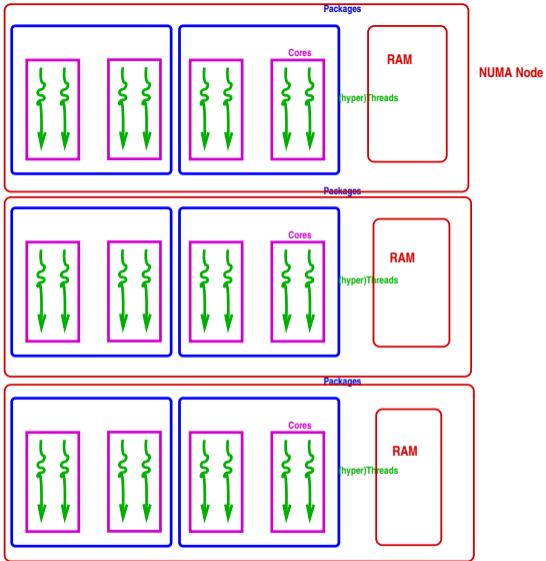 Packages
Cores
RAM
NUMA Node
(hyper)Threads
Packages
Cores
RAM
(hyper)Threads
Packages
Cores
RAM
(hyper)Threads